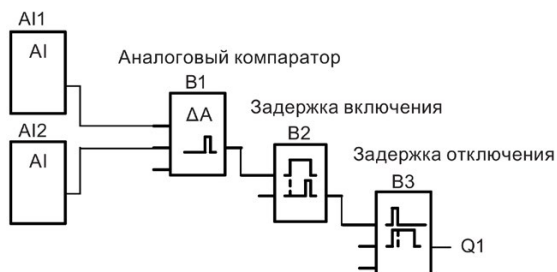 AI1
AI
Аналоговый компаратор
B1
ΔA
AI2
AI
Задержка включения
B2
Задержка отключения
B3
Q1